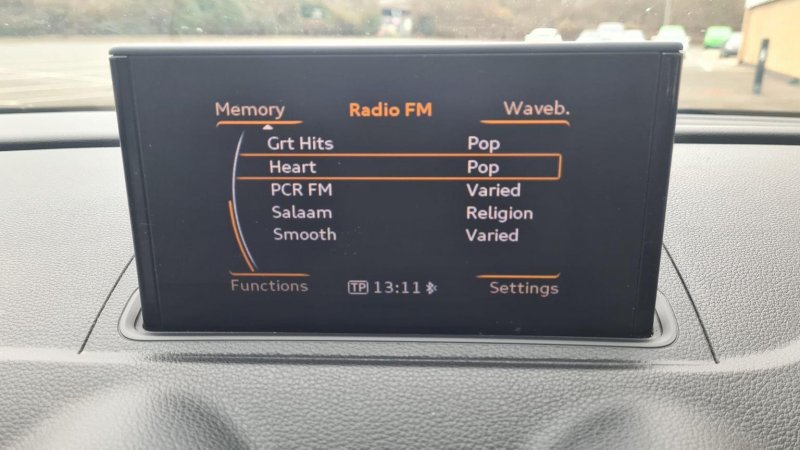 Memory Radio FM Waveb.
Grt Hits Pop
Heart Pop
PCR FM Varied
Salaam Religion
Smooth Varied
Functions TP 13:11 Settings